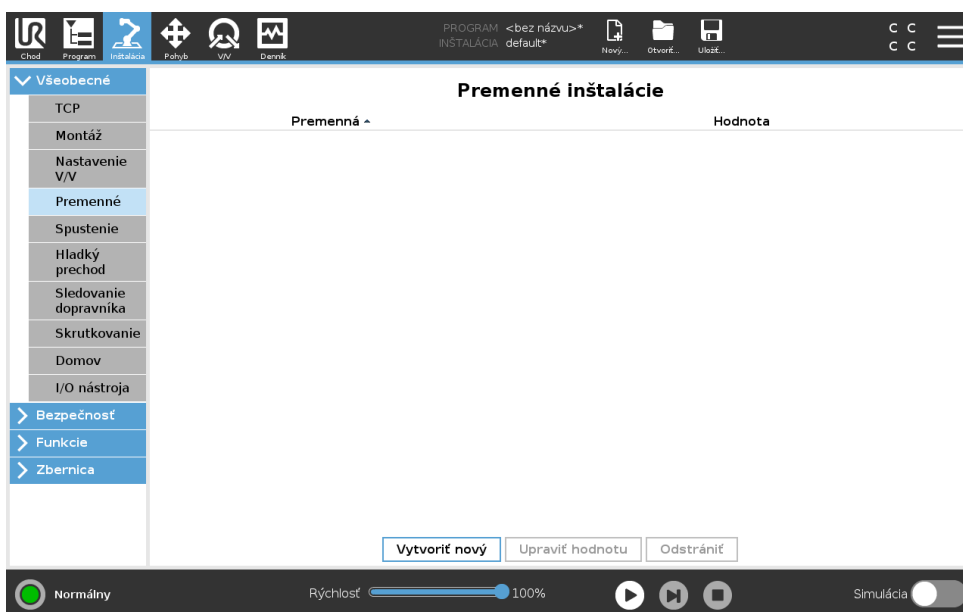 UR
Chod
Program
Inštalácia
Pohyb
V/V
Denník
PROGRAM <bez názvu>*
INŠTALÁCIA default*
Nový...
Otvoriť...
Uložiť...
C C
C C
Všeobecné
TCP
Montáž
Nastavenie
V/V
Premenné
Spustenie
Hladký
prechod
Sledovanie
dopravníka
Skrutkovanie
Domov
I/O nástroja
Bezpečnosť
Funkcie
Zbernica
Premenné inštalácie
Premenná
Hodnota
Vytvoriť nový
Upraviť hodnotu
Odstrániť
Normálny
Rýchlosť
100%
Simulácia